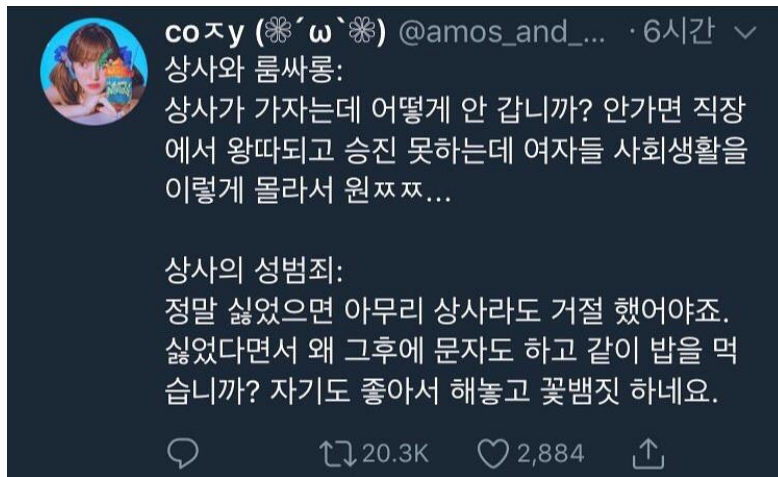 coㅈy (❀´ω`❀) @amos_and_... · 6시간
상사와 룸싸롱:
상사가 가자는데 어떻게 안 갑니까? 안가면 직장
에서 왕따되고 승진 못하는데 여자들 사회생활을
이렇게 몰라서 원ㅉㅉ...
상사의 성범죄:
정말 싫었으면 아무리 상사라도 거절 했어야죠.
싫었다면서 왜 그후에 문자도 하고 같이 밥을 먹
습니까? 자기도 좋아서 해놓고 꽃뱀짓 하네요.
20.3K 2,884